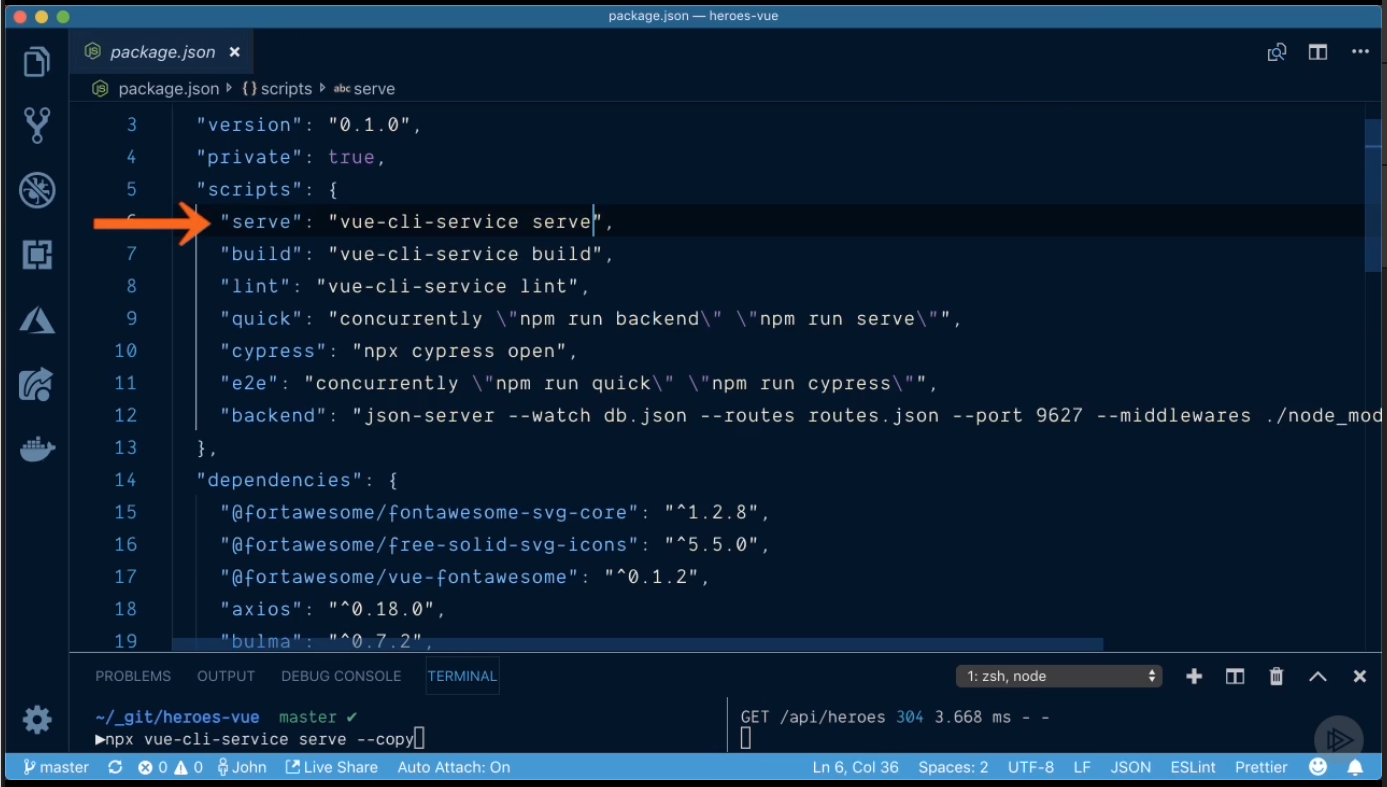 package.json — heroes-vue
package.json ×
package.json {} scripts abc serve
3 "version": "0.1.0",
4 "private": true,
5 "scripts": {
"serve": "vue-cli-service serve",
7 "build": "vue-cli-service build",
8 "lint": "vue-cli-service lint",
9 "quick": "concurrently \"npm run backend\" \"npm run serve\"",
10 "cypress": "npx cypress open",
11 "e2e": "concurrently \"npm run quick\" \"npm run cypress\"",
12 "backend": "json-server --watch db.json --routes routes.json --port 9627 --middlewares ./node_mod
13 },
14 "dependencies": {
15 "@fortawesome/fontawesome-svg-core": "^1.2.8",
16 "@fortawesome/free-solid-svg-icons": "^5.5.0",
17 "@fortawesome/vue-fontawesome": "^0.1.2",
18 "axios": "^0.18.0",
19 "bulma": "^0.7.2",
PROBLEMS OUTPUT DEBUG CONSOLE TERMINAL 1: zsh, node
~/_git/heroes-vue master ✔
▶npx vue-cli-service serve --copy
GET /api/heroes 304 3.668 ms - -
master 0 0 John Live Share Auto Attach: On Ln 6, Col 36 Spaces: 2 UTF-8 LF JSON ESLint Prettier